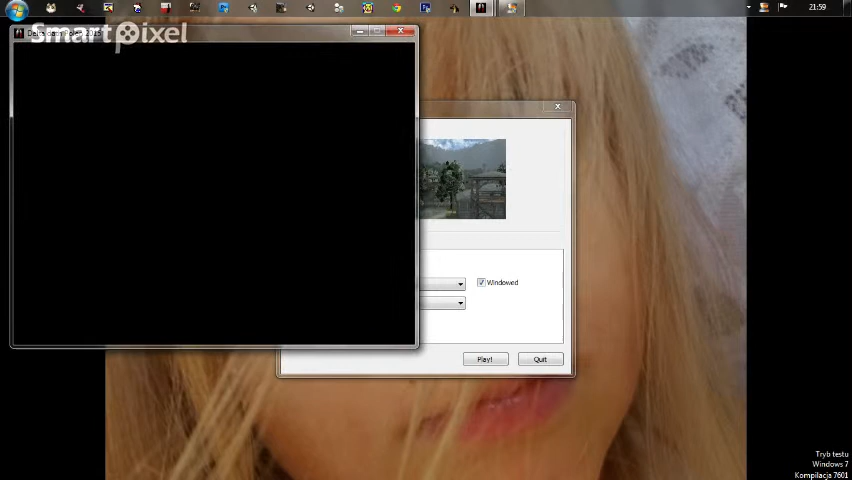 21:59
SmartPixel
Windowed
Play!
Quit
Tryb testu
Windows 7
Kompilacja 7601